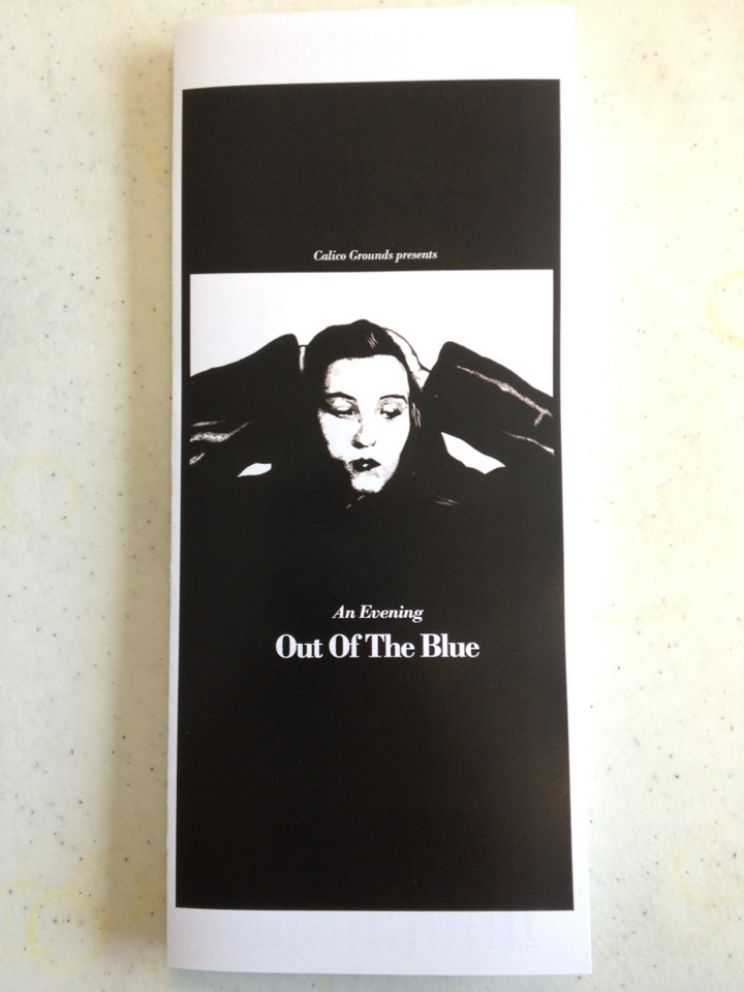 Calico Grounds presents
An Evening
Out Of The Blue